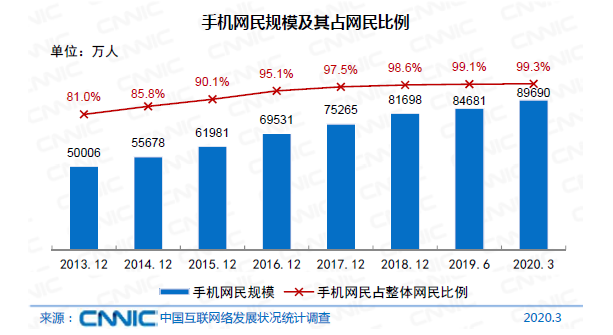 手机网民规模及其占网民比例
单位：万人
81.0% 85.8% 90.1% 95.1% 97.5% 98.6% 99.1% 99.3%
50006 55678 61981 69531 75265 81698 84681 89690
2013.12 2014.12 2015.12 2016.12 2017.12 2018.12 2019.6 2020.3
手机网民规模 手机网民占整体网民比例
来源：CNNIC 中国互联网络发展状况统计调查 2020.3